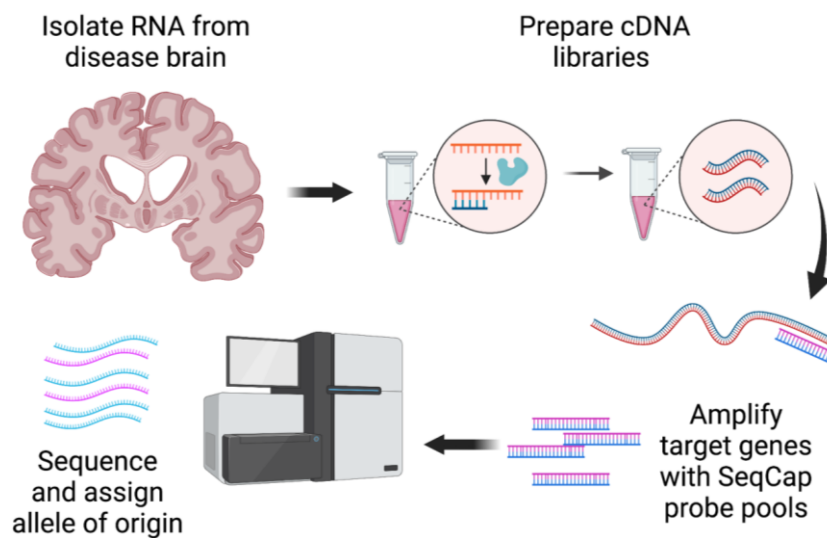 Isolate RNA from
disease brain
Prepare cDNA
libraries
Amplify
target genes
with SeqCap
probe pools
Sequence
and assign
allele of origin